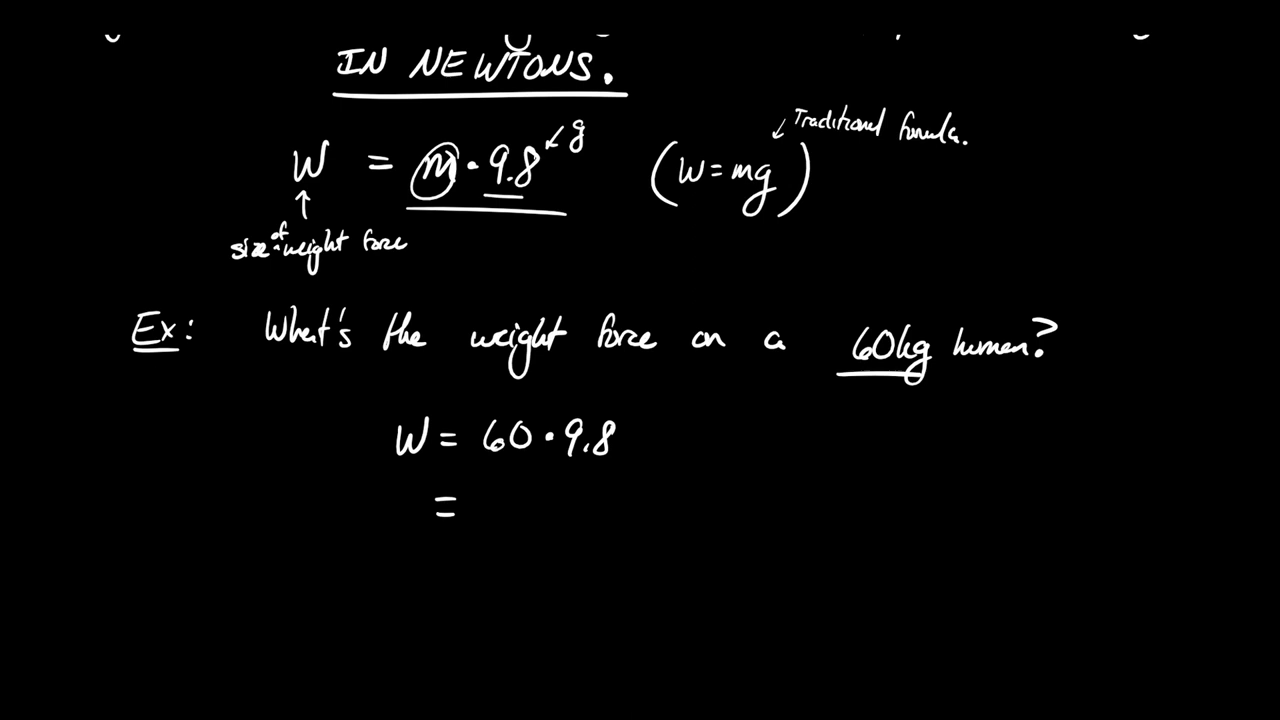 IN NEWTONS.
W = m · 9.8 ↙ g (W = mg) ↙ Traditional formula.
↑
size of weight force
Ex: What's the weight force on a 60kg human?
W = 60 · 9.8
=